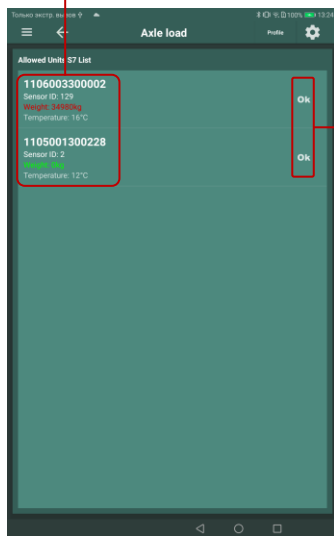 Только экстр. вызов
100% 13:24
Axle load
Profile
Allowed Units S7 List
1106003300002
Sensor ID: 129
Weight: 34980kg
Temperature: 16°C
Ok
1105001300228
Sensor ID: 2
Weight: 0kg
Temperature: 12°C
Ok